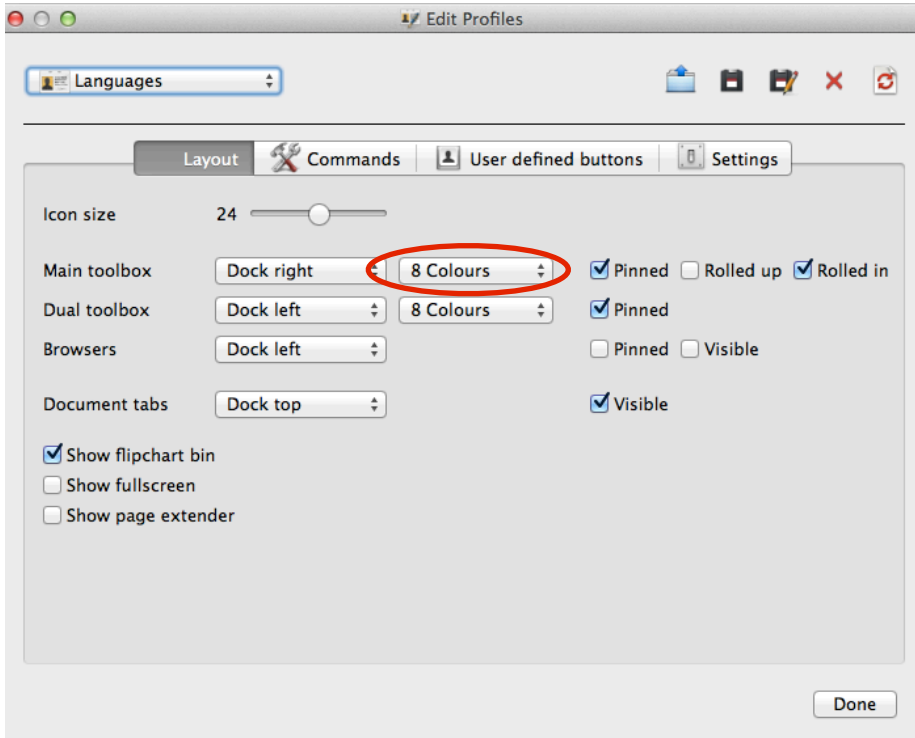 Edit Profiles
Languages
Layout Commands User defined buttons Settings
Icon size 24
Main toolbox Dock right 8 Colours Pinned Rolled up Rolled in
Dual toolbox Dock left 8 Colours Pinned
Browsers Dock left Pinned Visible
Document tabs Dock top Visible
Show flipchart bin
Show fullscreen
Show page extender
Done